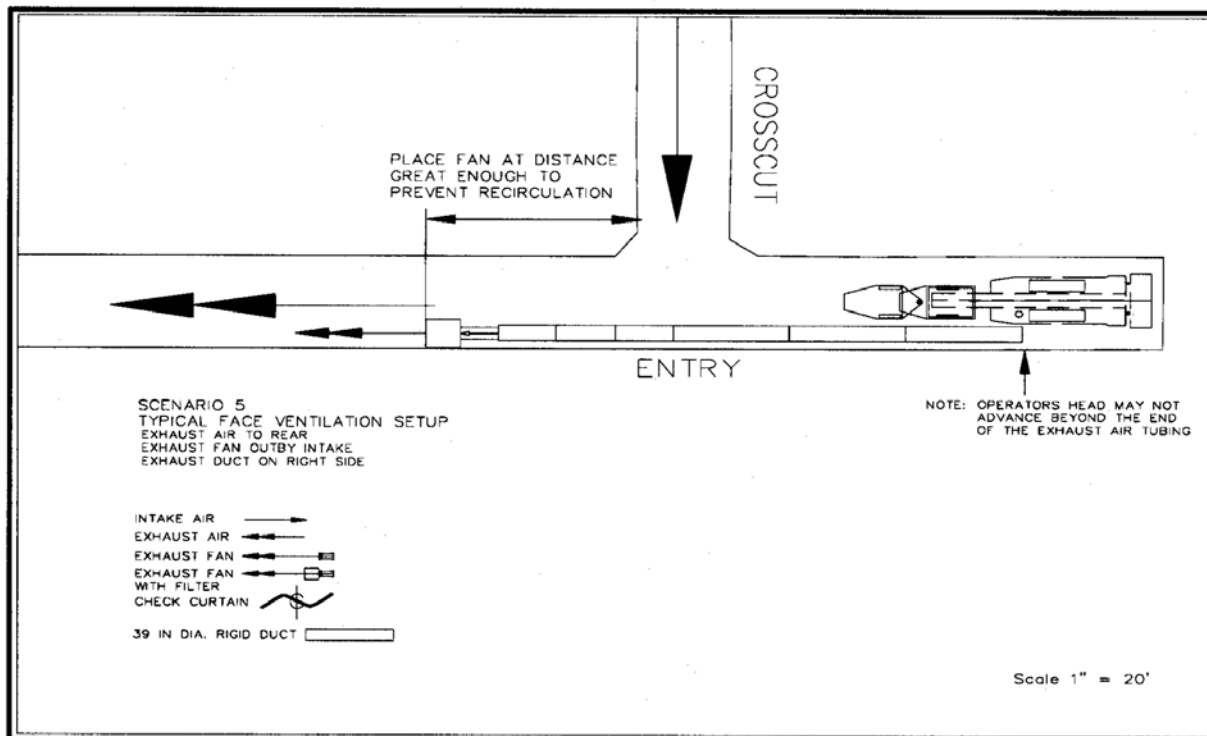 CROSSCUT
PLACE FAN AT DISTANCE
GREAT ENOUGH TO
PREVENT RECIRCULATION
ENTRY
NOTE: OPERATORS HEAD MAY NOT
ADVANCE BEYOND THE END
OF THE EXHAUST AIR TUBING
SCENARIO 5
TYPICAL FACE VENTILATION SETUP
EXHAUST AIR TO REAR
EXHAUST FAN OUTBY INTAKE
EXHAUST DUCT ON RIGHT SIDE
INTAKE AIR
EXHAUST AIR
EXHAUST FAN
EXHAUST FAN
WITH FILTER
CHECK CURTAIN
39 IN DIA. RIGID DUCT
Scale 1" = 20'